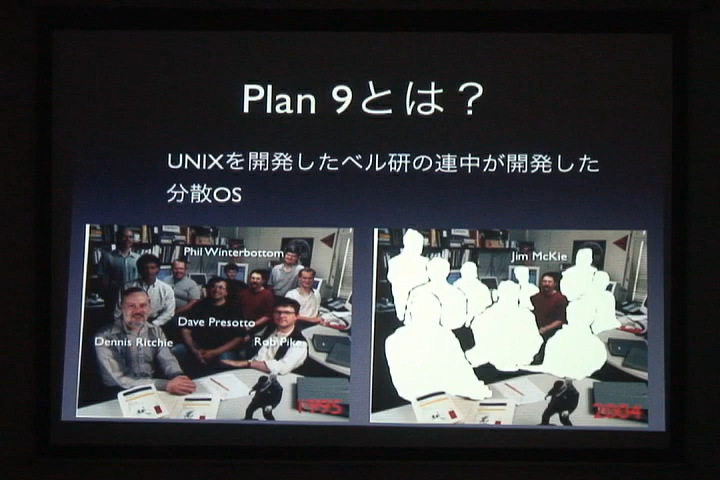 Plan 9とは？
UNIXを開発したベル研の連中が開発した
分散OS
Phil Winterbottom
Dave Presotto
Dennis Ritchie
Rob Pike
1995
Jim McKie
2004